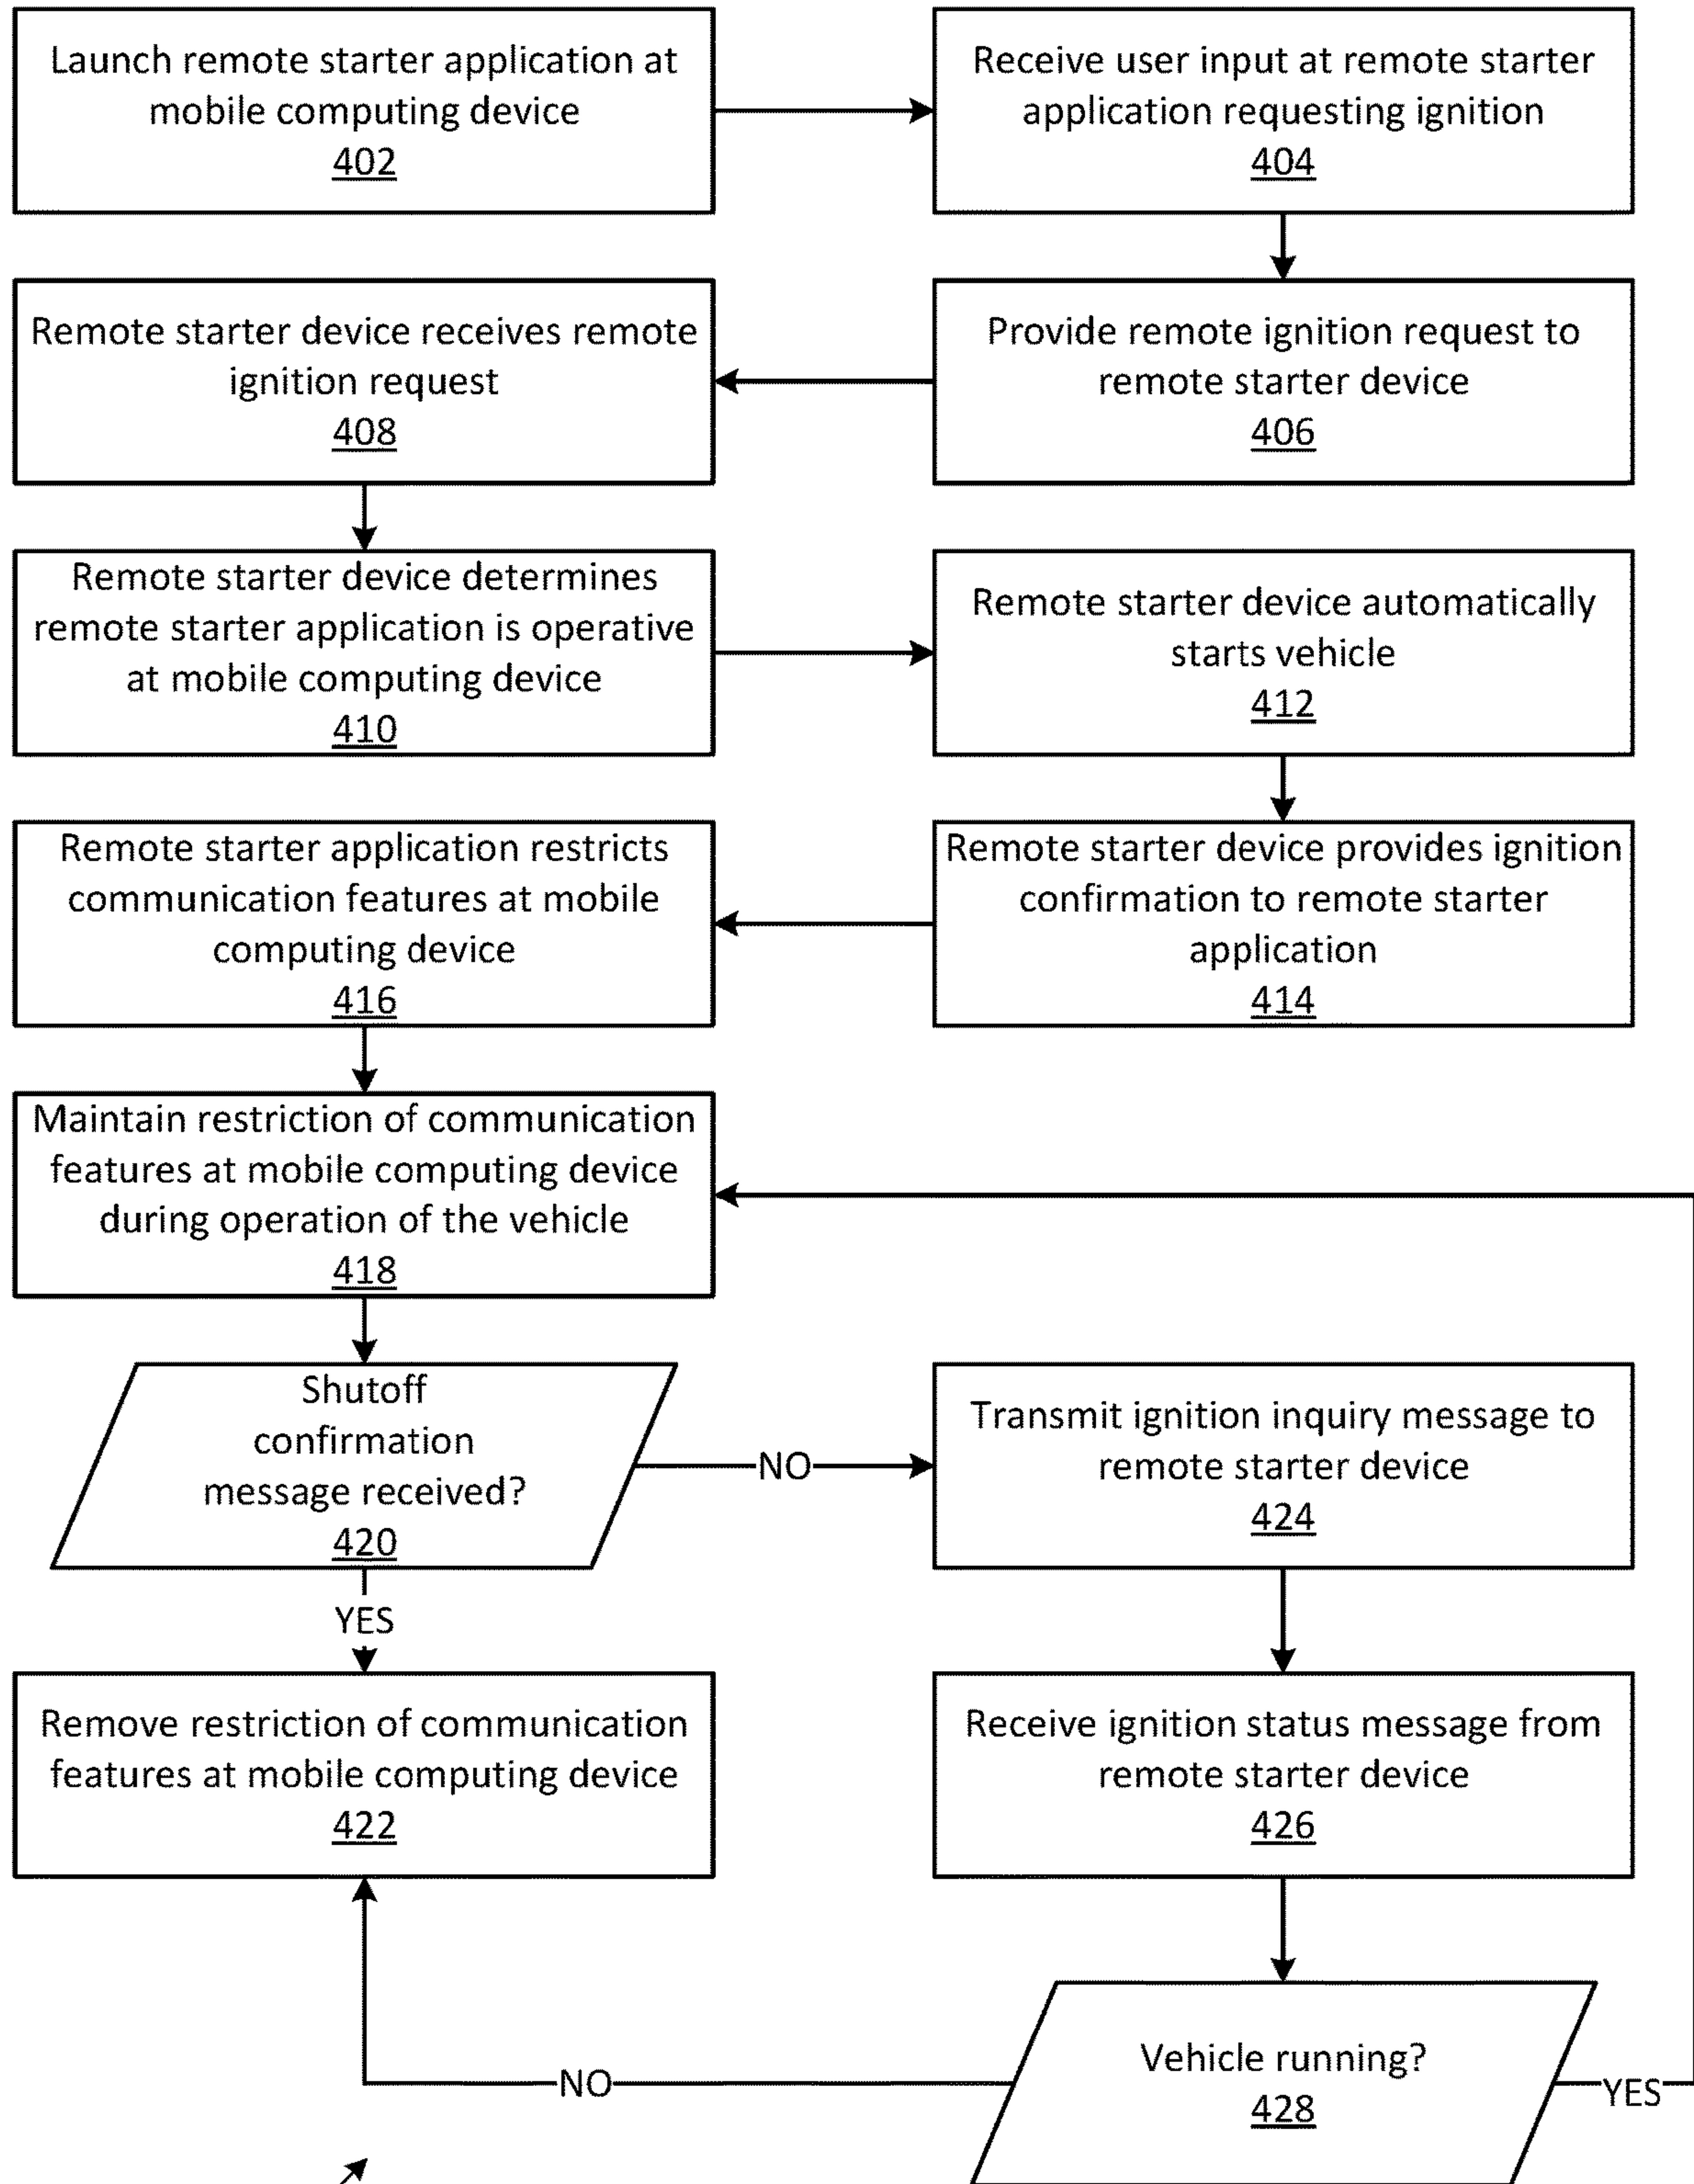 Launch remote starter application at
mobile computing device
402
Receive user input at remote starter
application requesting ignition
404
Provide remote ignition request to
remote starter device
406
Remote starter device receives remote
ignition request
408
Remote starter device determines
remote starter application is operative
at mobile computing device
410
Remote starter device automatically
starts vehicle
412
Remote starter device provides ignition
confirmation to remote starter
application
414
Remote starter application restricts
communication features at mobile
computing device
416
Maintain restriction of communication
features at mobile computing device
during operation of the vehicle
418
Shutoff
confirmation
message received?
420
NO
YES
Remove restriction of communication
features at mobile computing device
422
Transmit ignition inquiry message to
remote starter device
424
Receive ignition status message from
remote starter device
426
Vehicle running?
428
NO
YES